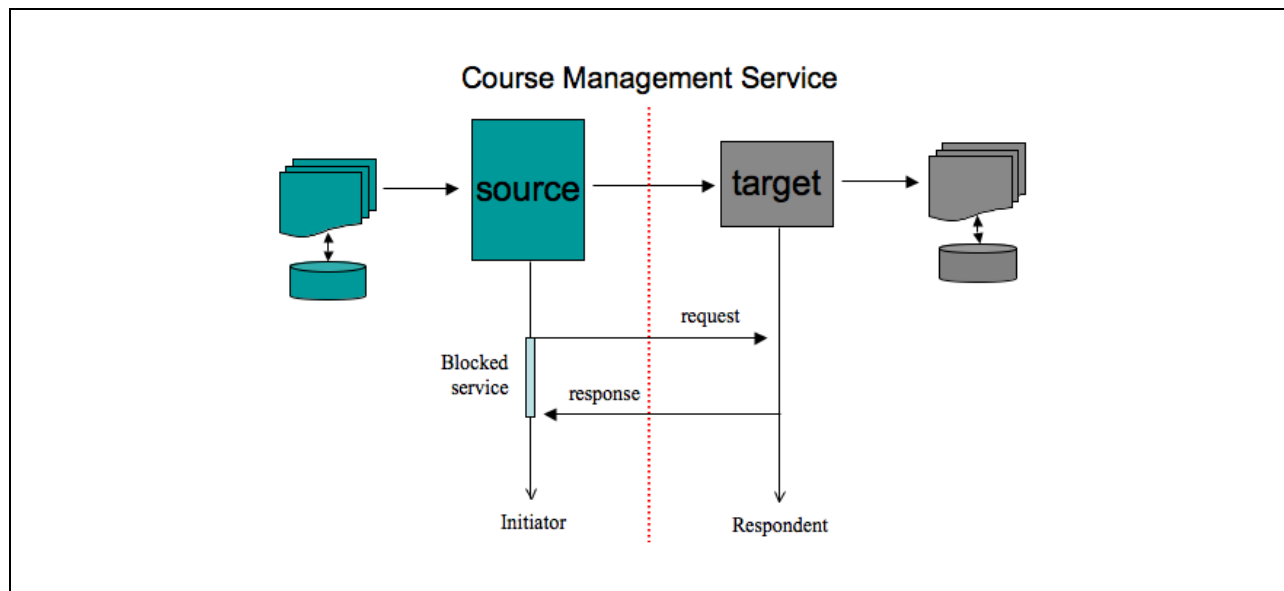 Course Management Service
source
target
request
Blocked
service
response
Initiator
Respondent